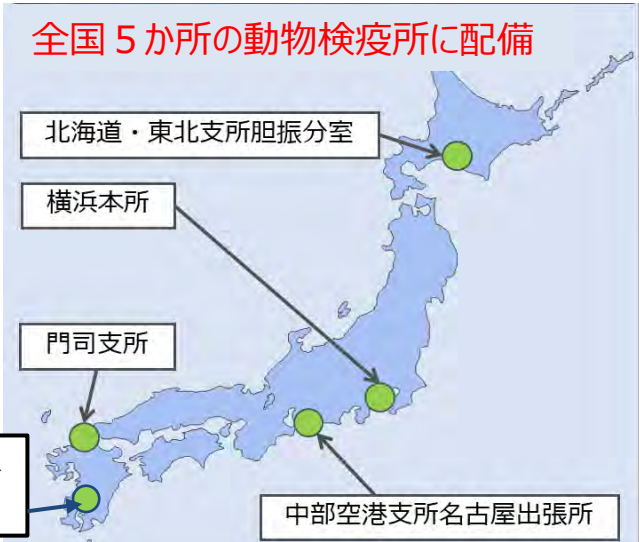 全国５か所の動物検疫所に配備
北海道・東北支所胆振分室
横浜本所
門司支所
中部空港支所名古屋出張所